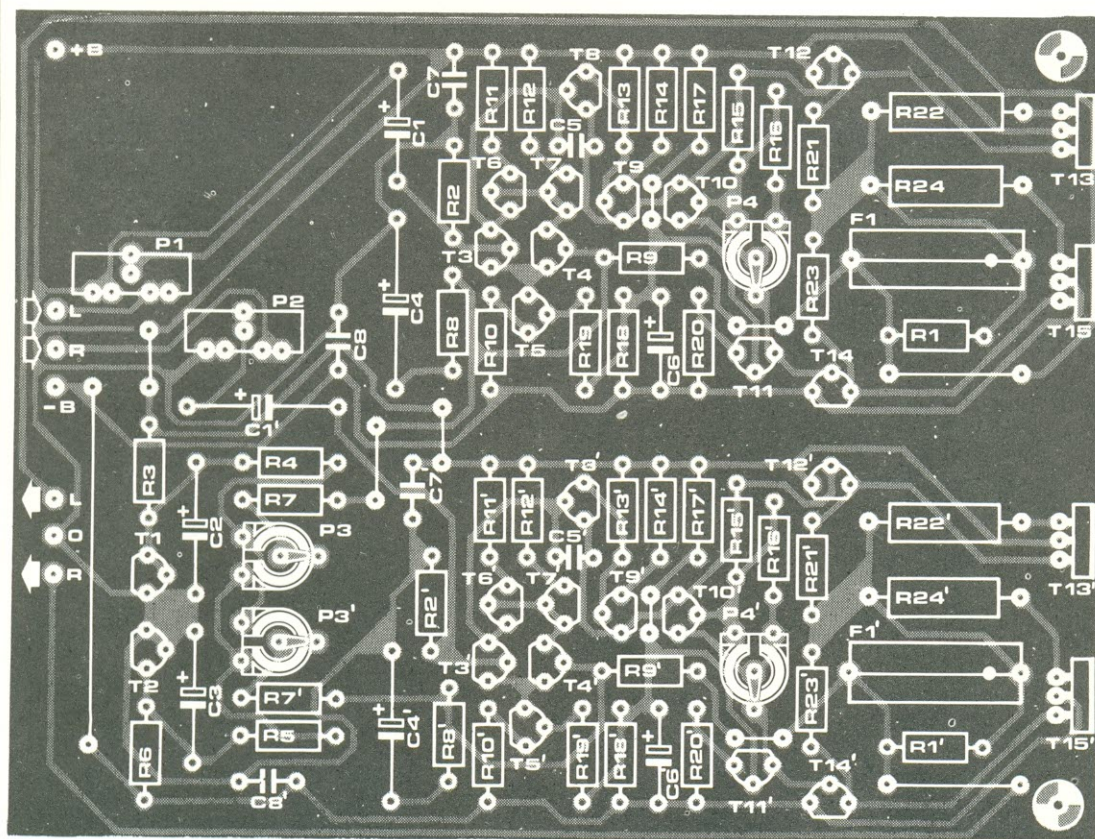 +B
C7
R11
R12
T8
R13
R14
R17
R15
R16
T12
R22
C1
C5
R21
T13
T6
T7
T9
T10
R2
R24
P4
P1
T3
T4
R9
F1
R23
L
P2
C4
R8
R10
T5
R19
R18
C6
R20
T11
T14
R1
T15
R
C8
-B
C1'
R3
R4
C7'
R11'
R12'
T3'
R13'
R14'
R17'
R15'
R16'
T12'
L
R7
R22'
O
C2
P3
C5'
R21'
T13'
T1
R
T6'
T7'
T9'
T10'
R2'
R24'
P3'
P4'
F1'
T3'
T4'
R9'
T2
C3
R7'
R23'
R5
C4'
R8'
R10'
T5'
R19'
R18'
C6'
R20'
T11'
T14'
R1'
T15'
R6
C8'